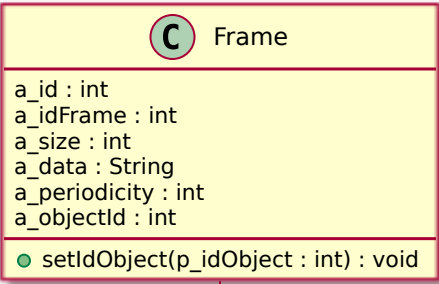 C Frame
a_id : int
a_idFrame : int
a_size : int
a_data : String
a_periodicity : int
a_objectId : int
setIdObject(p_idObject : int) : void